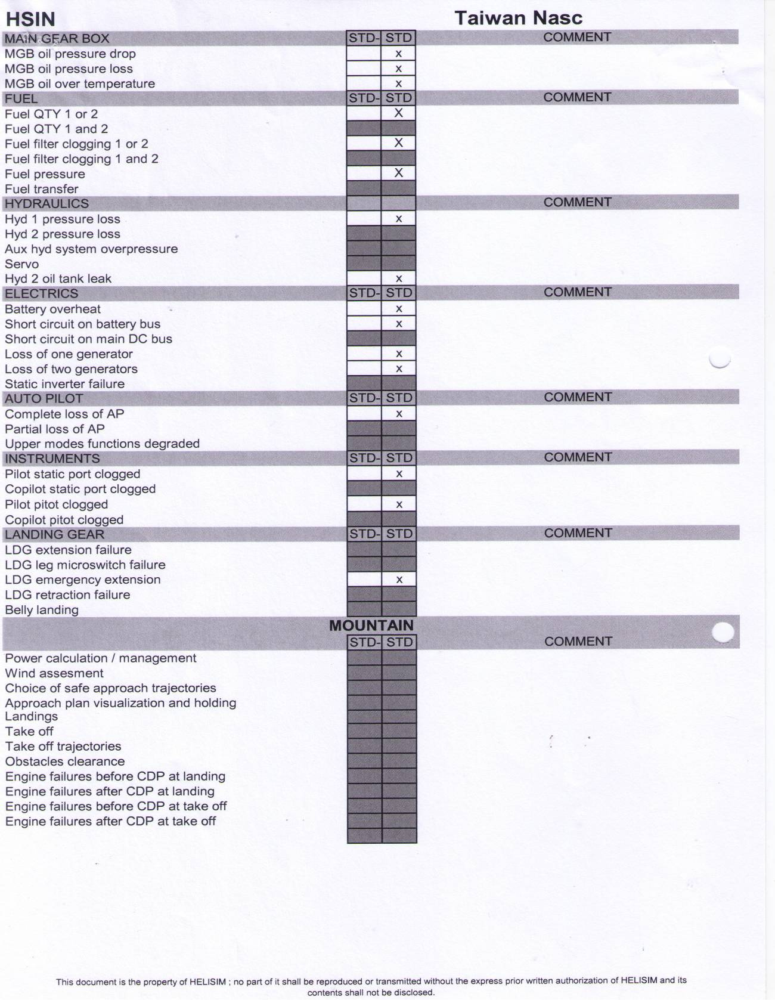 HSIN Taiwan Nasc
MAIN GEAR BOX STD- STD COMMENT
MGB oil pressure drop x
MGB oil pressure loss x
MGB oil over temperature x
FUEL STD- STD COMMENT
Fuel QTY 1 or 2 X
Fuel QTY 1 and 2
Fuel filter clogging 1 or 2 X
Fuel filter clogging 1 and 2
Fuel pressure X
Fuel transfer
HYDRAULICS COMMENT
Hyd 1 pressure loss x
Hyd 2 pressure loss
Aux hyd system overpressure
Servo
Hyd 2 oil tank leak x
ELECTRICS STD- STD COMMENT
Battery overheat x
Short circuit on battery bus x
Short circuit on main DC bus
Loss of one generator x
Loss of two generators x
Static inverter failure
AUTO PILOT STD- STD COMMENT
Complete loss of AP x
Partial loss of AP
Upper modes functions degraded
INSTRUMENTS STD- STD COMMENT
Pilot static port clogged x
Copilot static port clogged
Pilot pitot clogged x
Copilot pitot clogged
LANDING GEAR STD- STD COMMENT
LDG extension failure
LDG leg microswitch failure
LDG emergency extension x
LDG retraction failure
Belly landing
MOUNTAIN
STD- STD COMMENT
Power calculation / management
Wind assesment
Choice of safe approach trajectories
Approach plan visualization and holding
Landings
Take off
Take off trajectories
Obstacles clearance
Engine failures before CDP at landing
Engine failures after CDP at landing
Engine failures before CDP at take off
Engine failures after CDP at take off
This document is the property of HELISIM ; no part of it shall be reproduced or transmitted without the express prior written authorization of HELISIM and its
contents shall not be disclosed.